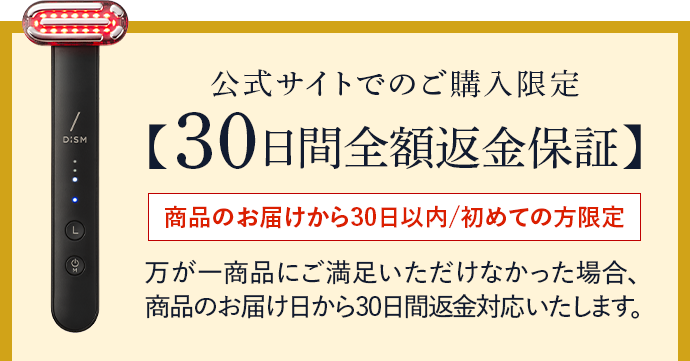 公式サイトでのご購入限定
【30日間全額返金保証】
商品のお届けから30日以内/初めての方限定
万が一商品にご満足いただけなかった場合、
商品のお届け日から30日間返金対応いたします。
DISM
L
M